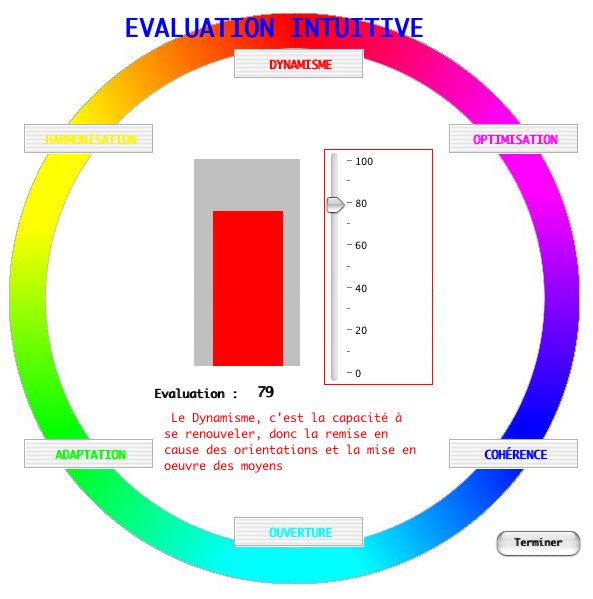 EVALUATION INTUITIVE
DYNAMISME
HARMONISATION
OPTIMISATION
100
80
60
40
20
0
Evaluation : 79
Le Dynamisme, c'est la capacité à
se renouveler, donc la remise en
cause des orientations et la mise en
oeuvre des moyens
ADAPTATION
COHÉRENCE
OUVERTURE
Terminer